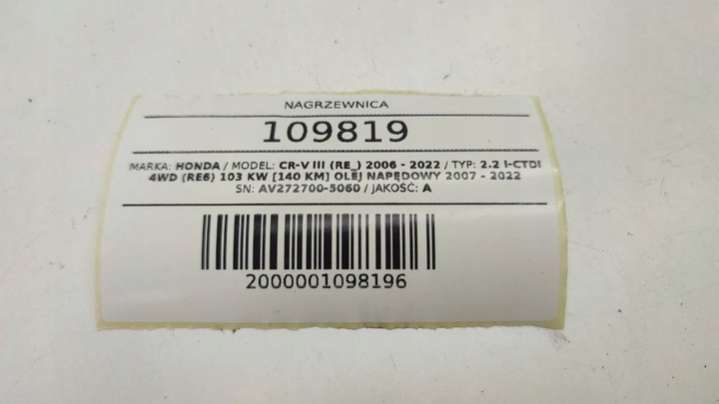 NAGRZEWNICA
109819
MARKA: HONDA / MODEL: CR-V III (RE_) 2006 - 2022 / TYP: 2.2 I-CTDI
4WD (RE6) 103 KW [140 KM] OLEJ NAPĘDOWY 2007 - 2022
SN: AV272700-5060 / JAKOŚĆ: A
2000001098196